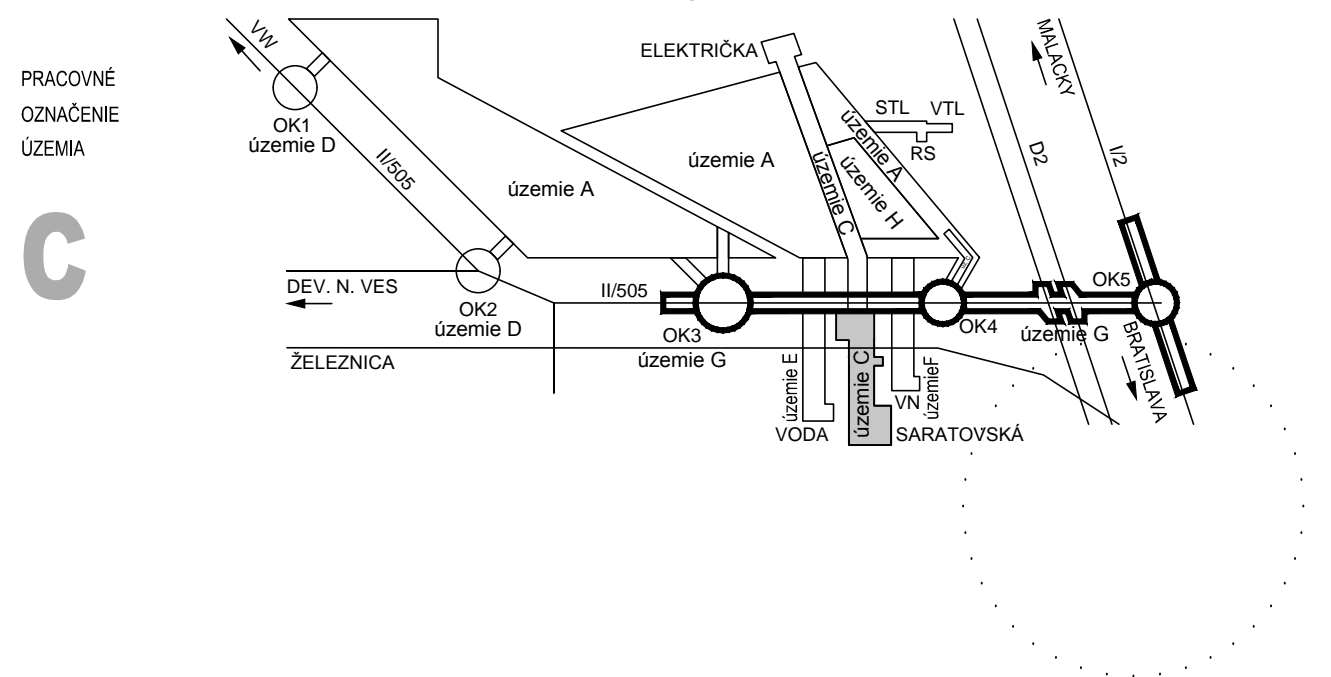 PRACOVNÉ
OZNAČENIE
ÚZEMIA
C
VW
OK1
územie D
II/505
územie A
ELEKTRIČKA
územie A
územie C
územie A
územie H
STL VTL
RS
MALACKY
D2
I/2
DEV. N. VES
OK2
územie D
II/505
OK3
územie G
OK4
OK5
územie G
BRATISLAVA
ŽELEZNICA
územie E
VODA
územie C
VN
územieF
SARATOVSKÁ